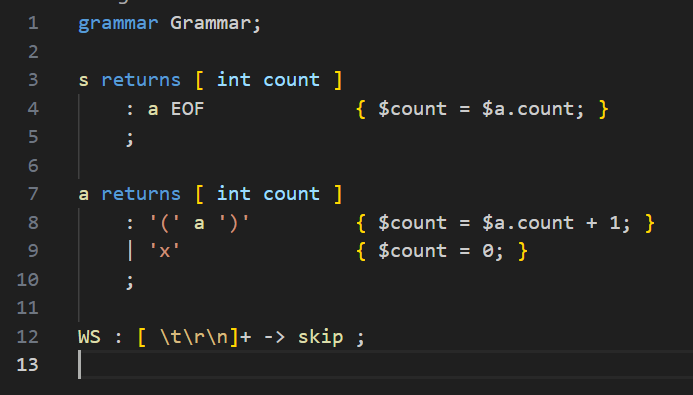 1 grammar Grammar;
2
3 s returns [ int count ]
4     : a EOF             { $count = $a.count; }
5     ;
6
7 a returns [ int count ]
8     : '(' a ')'         { $count = $a.count + 1; }
9     | 'x'               { $count = 0; }
10     ;
11
12 WS : [ \t\r\n]+ -> skip ;
13